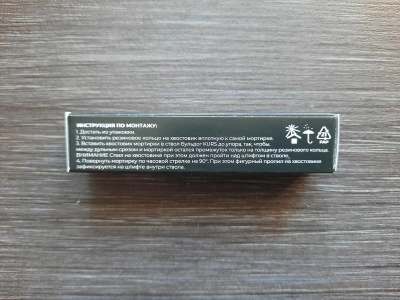 ИНСТРУКЦИЯ ПО МОНТАЖУ:
1. Достать из упаковки.
2. Установить резиновое кольцо на хвостовик вплотную к самой мортирке.
3. Вставить хвостовик мортирки в ствол Бульдог KURS до упора, так, чтобы
между дульным срезом и мортиркой остался промежуток только на толщину резинового кольца.
ВНИМАНИЕ Спил на хвостовике при этом должен пройти над штифтом в стволе.
4. Повернуть мортирку по часовой стрелке на 90°. При этом фигурный пропил на хвостовике
зафиксируется на штифте внутри ствола.